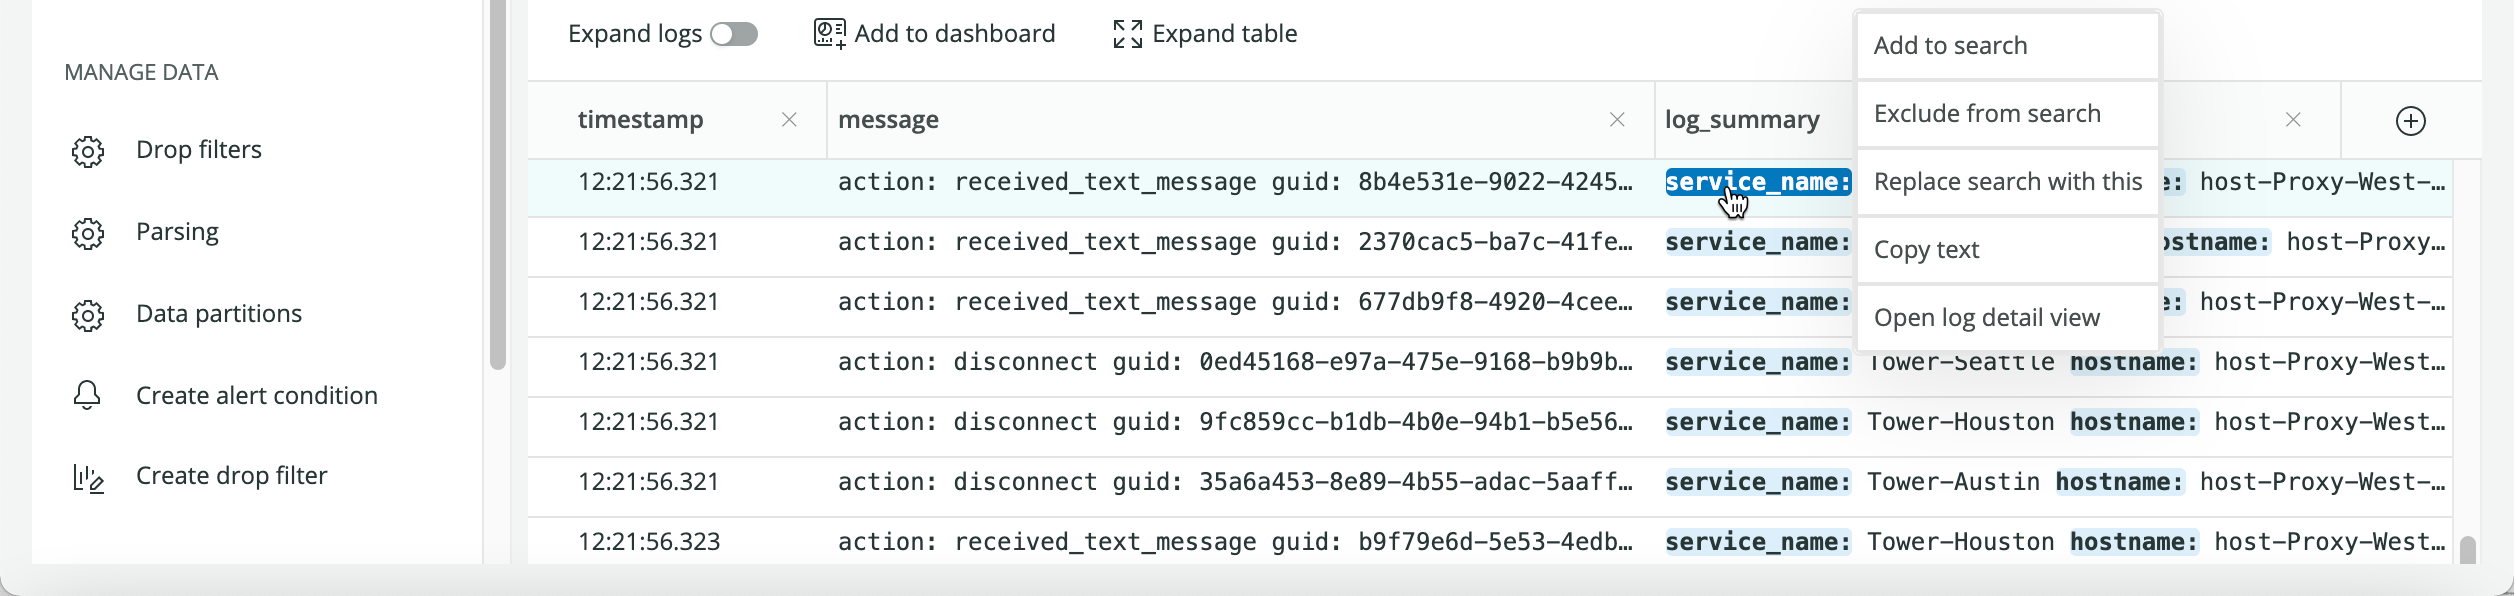 Expand logs Add to dashboard Expand table
MANAGE DATA
Drop filters
Parsing
Data partitions
Create alert condition
Create drop filter
timestamp message log_summary
12:21:56.321 action: received_text_message guid: 8b4e531e-9022-4245… service_name: e: host-Proxy-West-…
12:21:56.321 action: received_text_message guid: 2370cac5-ba7c-41fe… service_name: ostname: host-Proxy…
12:21:56.321 action: received_text_message guid: 677db9f8-4920-4cee… service_name: e: host-Proxy-West-…
12:21:56.321 action: disconnect guid: 0ed45168-e97a-475e-9168-b9b9b… service_name: Tower-Seattle hostname: host-Proxy-West…
12:21:56.321 action: disconnect guid: 9fc859cc-b1db-4b0e-94b1-b5e56… service_name: Tower-Houston hostname: host-Proxy-West…
12:21:56.321 action: disconnect guid: 35a6a453-8e89-4b55-adac-5aaff… service_name: Tower-Austin hostname: host-Proxy-West-…
12:21:56.323 action: received_text_message guid: b9f79e6d-5e53-4edb… service_name: Tower-Houston hostname: host-Proxy-West…
Add to search
Exclude from search
Replace search with this
Copy text
Open log detail view